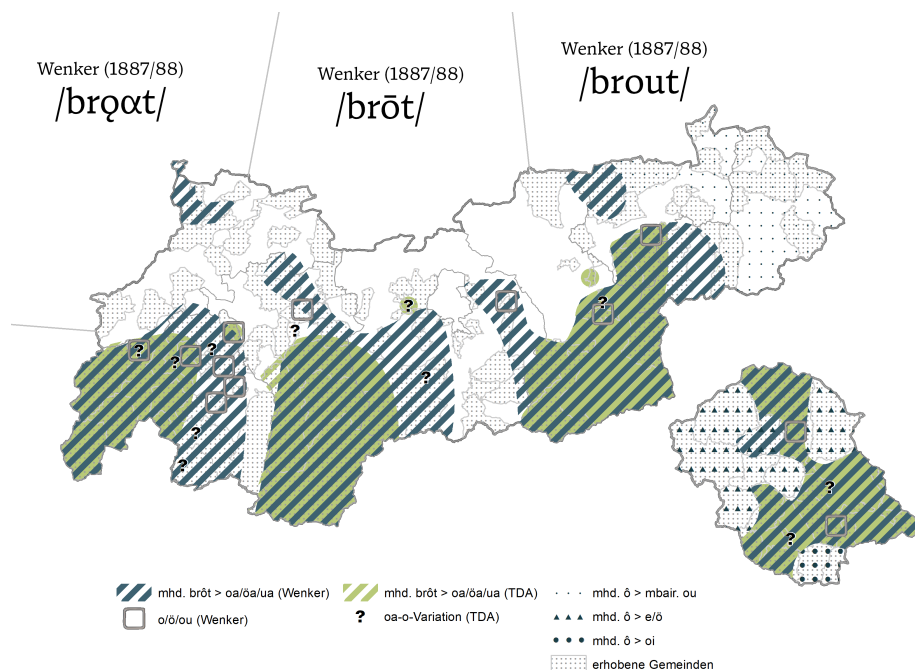 Wenker (1887/88)
/brǫαt/
Wenker (1887/88)
/brōt/
Wenker (1887/88)
/brout/
?
?
?
?
?
?
?
?
?
?
?
mhd. brôt > oa/öa/ua (Wenker)
o/ö/ou (Wenker)
mhd. brôt > oa/öa/ua (TDA)
? oa-o-Variation (TDA)
mhd. ô > mbair. ou
mhd. ô > e/ö
mhd. ô > oi
erhobene Gemeinden